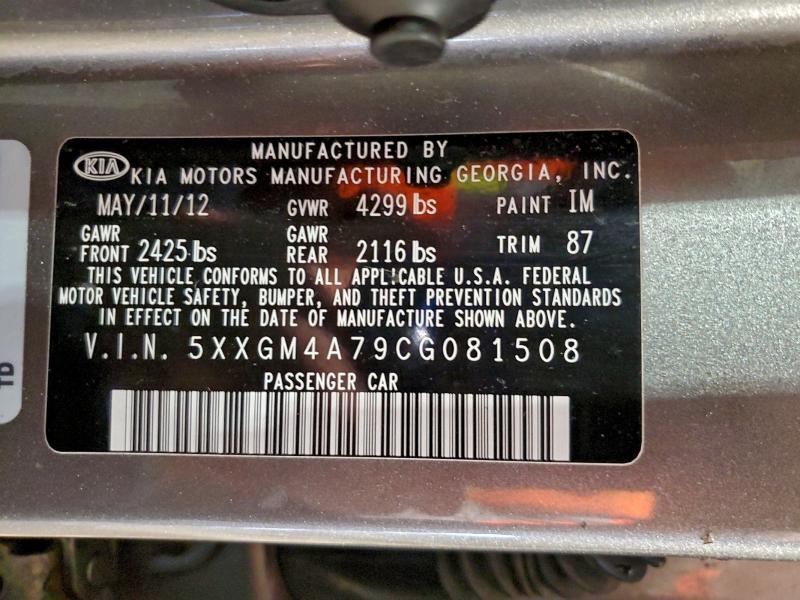 MANUFACTURED BY
KIA KIA MOTORS MANUFACTURING GEORGIA, INC.
MAY/11/12 GVWR 4299 lbs PAINT IM
GAWR FRONT 2425 lbs GAWR REAR 2116 lbs TRIM 87
THIS VEHICLE CONFORMS TO ALL APPLICABLE U.S.A. FEDERAL
MOTOR VEHICLE SAFETY, BUMPER, AND THEFT PREVENTION STANDARDS
IN EFFECT ON THE DATE OF MANUFACTURE SHOWN ABOVE.
V.I.N. 5XXGM4A79CG081508
PASSENGER CAR